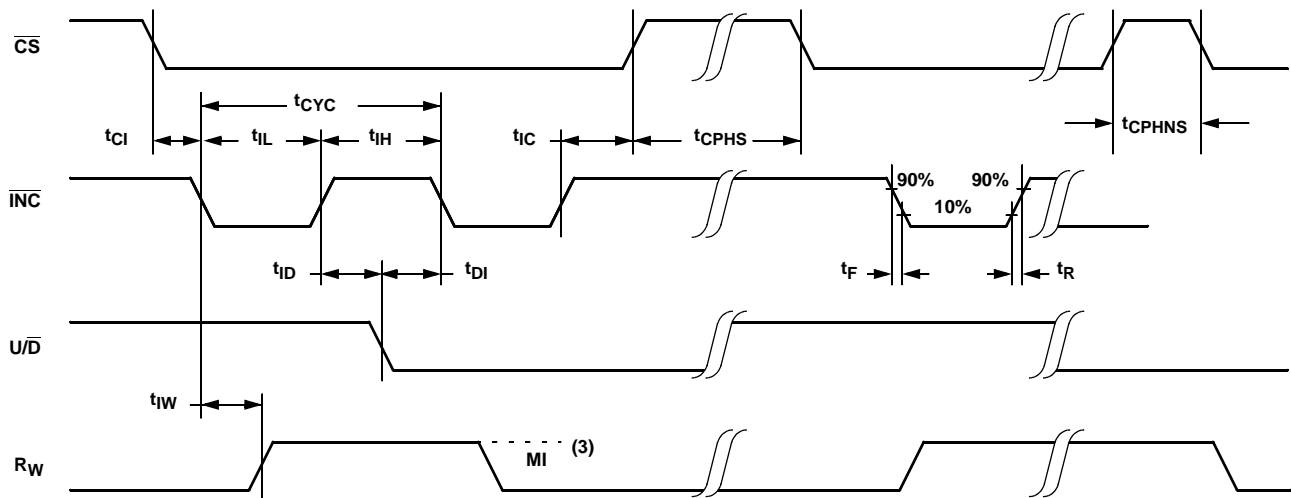 CS
tCYC
tCI tIL tIH tIC tCPHS tCPHNS
INC
90% 90%
10%
tID tDI tF tR
U/D
tIW
RW
MI (3)